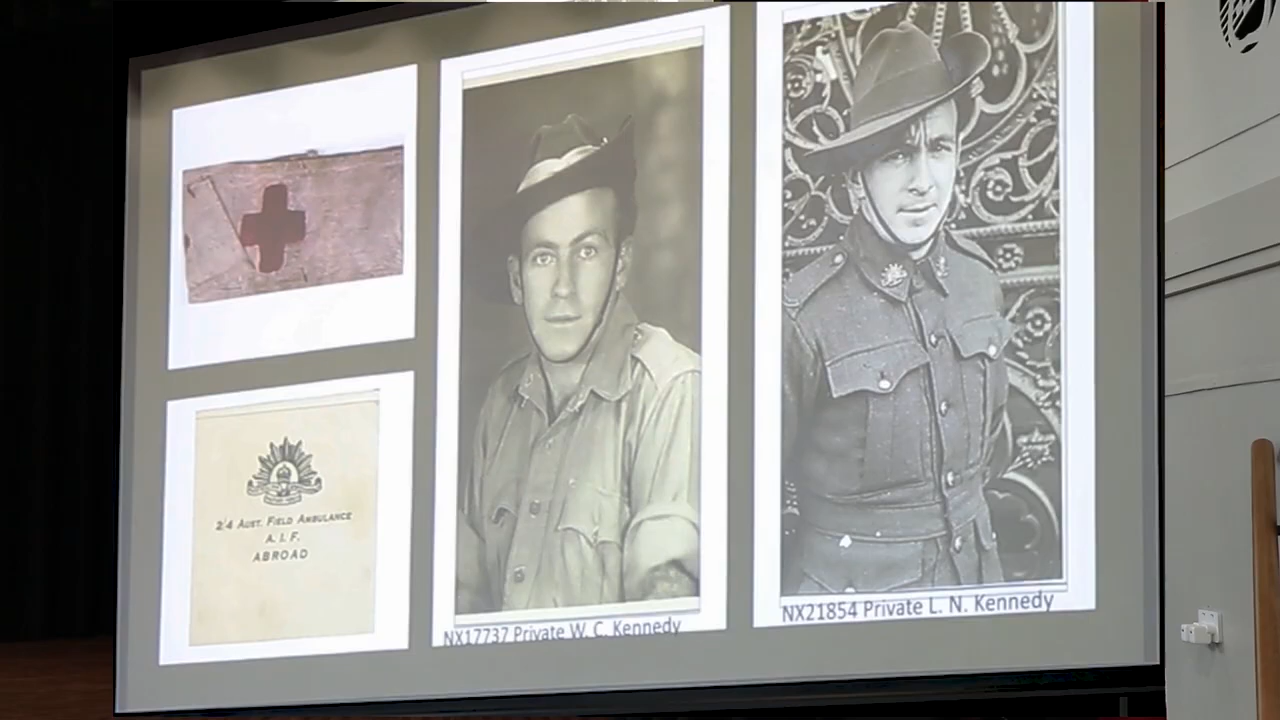 2/4 AUST. FIELD AMBULANCE
A. I. F.
ABROAD
NX17737 Private W. C. Kennedy
NX21854 Private L. N. Kennedy